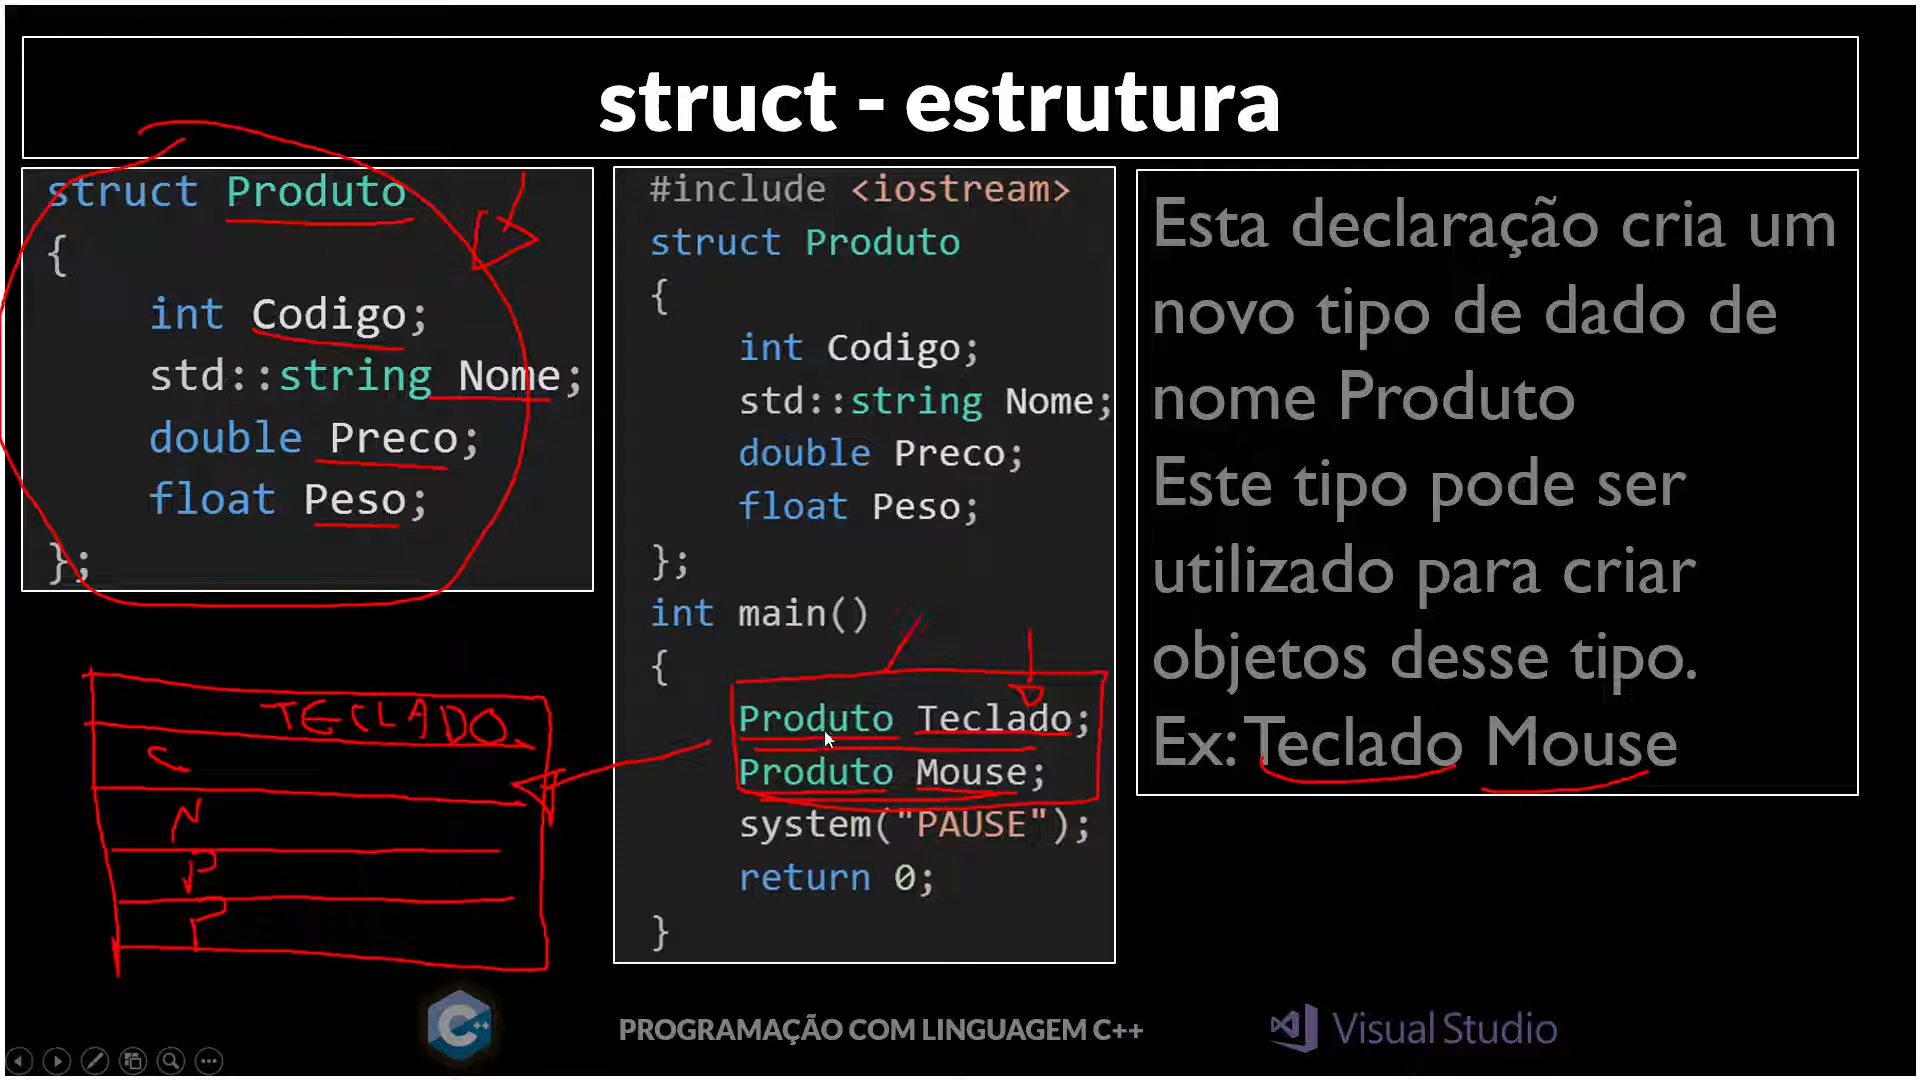 struct - estrutura
struct Produto
{
int Codigo;
std::string Nome;
double Preco;
float Peso;
};
TECLADO
C
N
P
P
#include <iostream>
struct Produto
{
int Codigo;
std::string Nome;
double Preco;
float Peso;
};
int main()
{
Produto Teclado;
Produto Mouse;
system("PAUSE");
return 0;
}
Esta declaração cria um
novo tipo de dado de
nome Produto
Este tipo pode ser
utilizado para criar
objetos desse tipo.
Ex: Teclado Mouse
C++
PROGRAMAÇÃO COM LINGUAGEM C++
Visual Studio